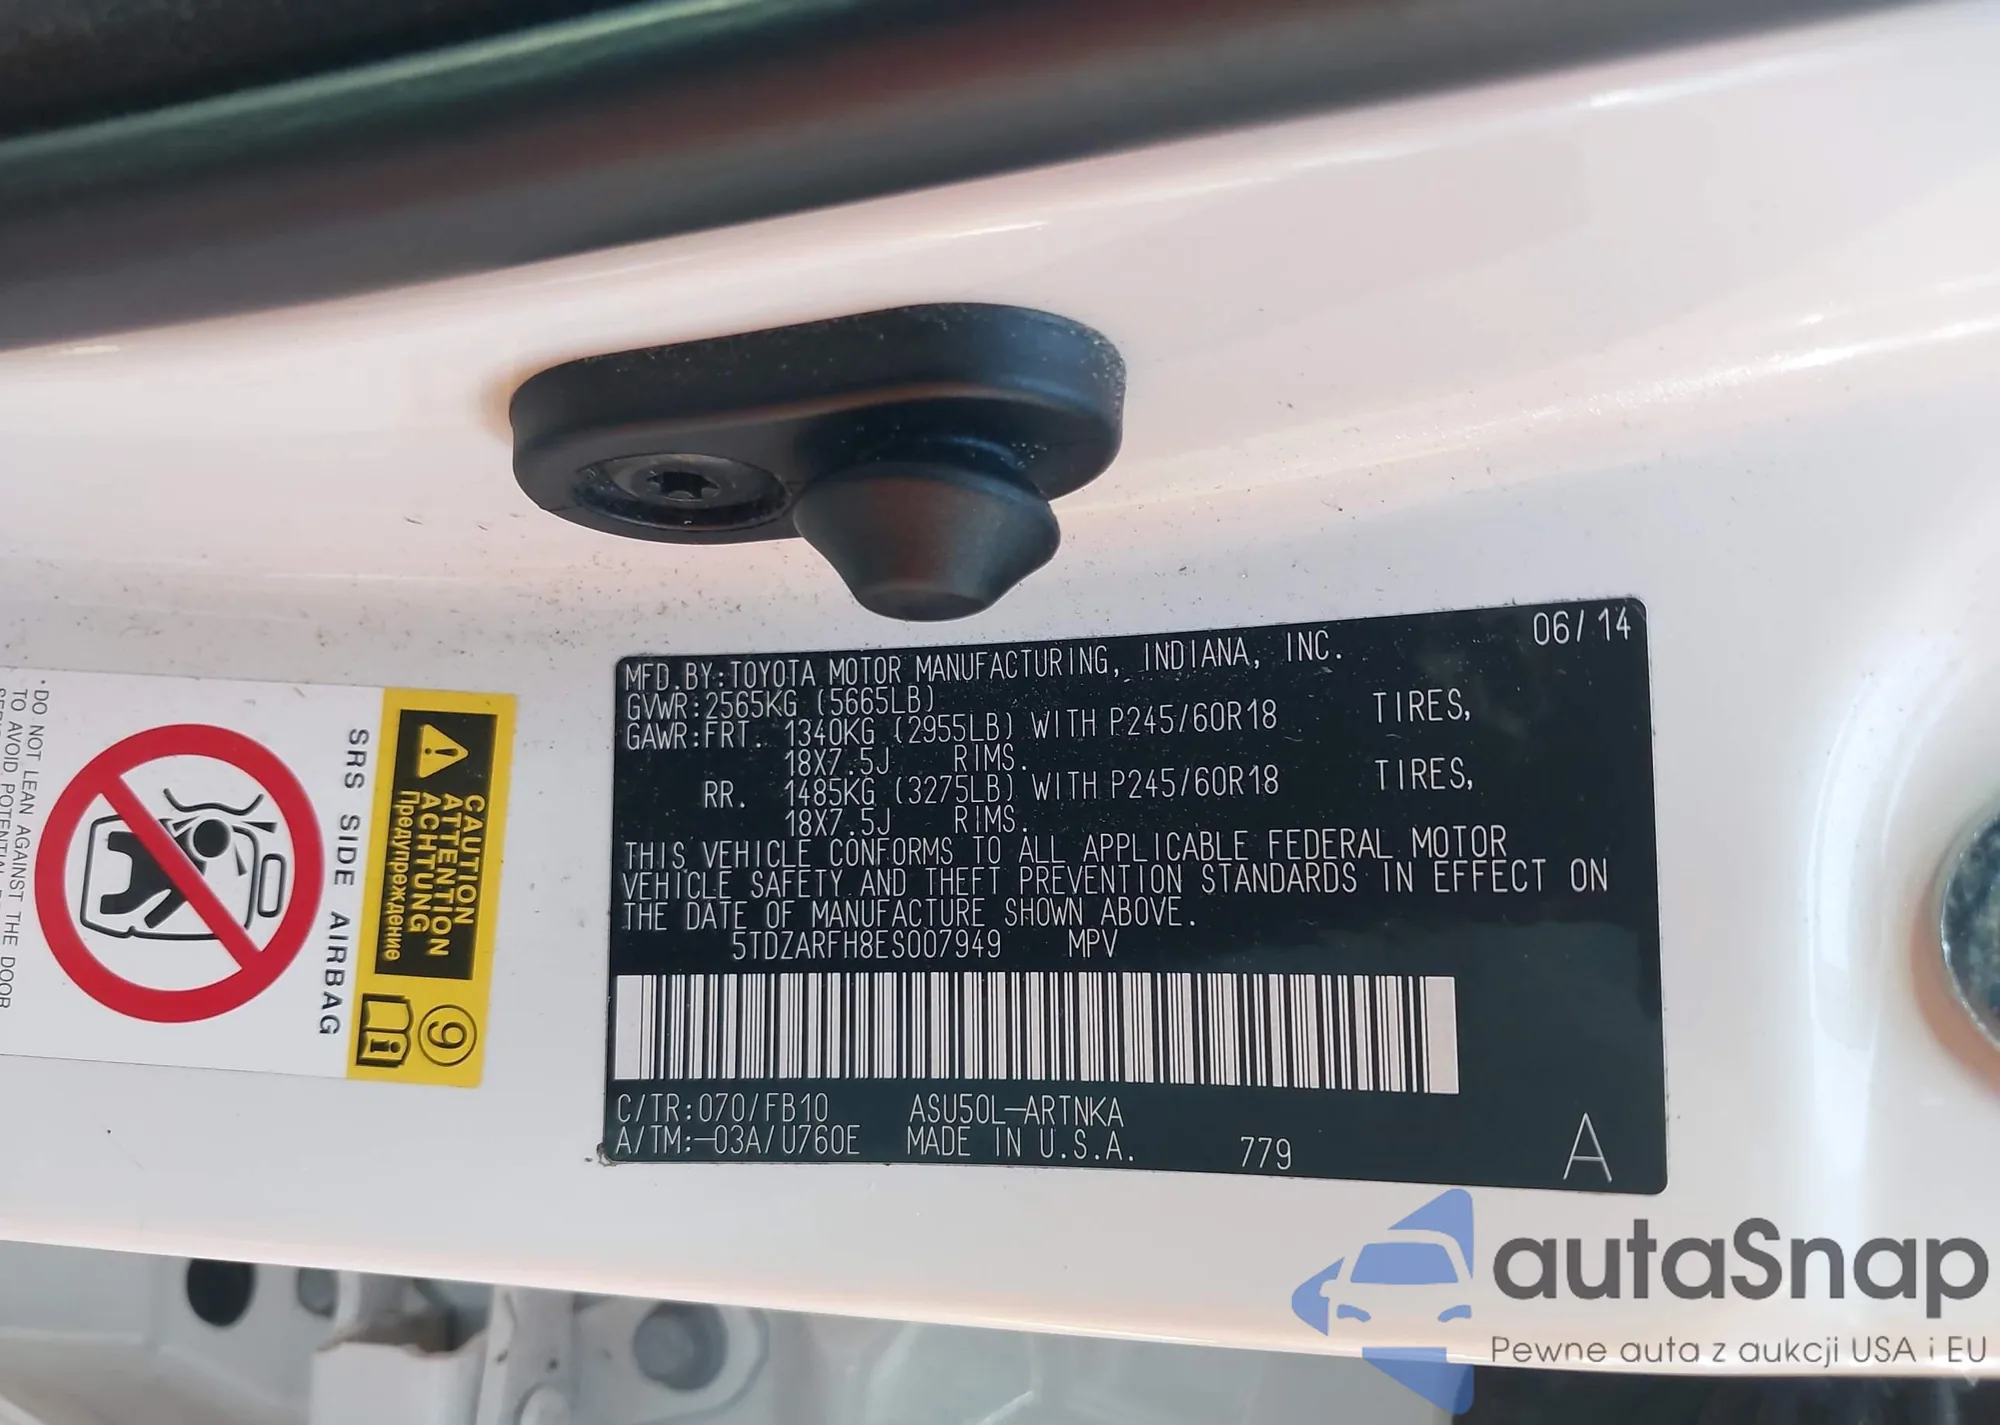 MFD.BY:TOYOTA MOTOR MANUFACTURING, INDIANA, INC. 06/14
GVWR:2565KG (5665LB)
GAWR:FRT. 1340KG (2955LB) WITH P245/60R18 TIRES,
18X7.5J RIMS.
RR. 1485KG (3275LB) WITH P245/60R18 TIRES,
18X7.5J RIMS.
THIS VEHICLE CONFORMS TO ALL APPLICABLE FEDERAL MOTOR
VEHICLE SAFETY AND THEFT PREVENTION STANDARDS IN EFFECT ON
THE DATE OF MANUFACTURE SHOWN ABOVE.
5TDZARFH8ES007949 MPV
C/TR:070/FB10 ASU50L-ARTNKA
A/TM:-03A/U760E MADE IN U.S.A. 779 A
CAUTION
ATTENTION
ACHTUNG
Предупреждение
9
i
SRS SIDE AIRBAG
·DO NOT LEAN AGAIGANST THE DOOR
TO AVOID POTENTIAL
autaSnap
Pewne auta z aukcji USA i EU